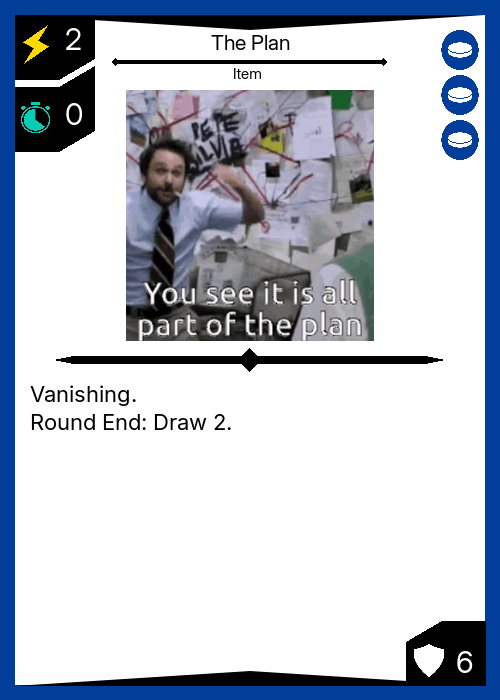 2
The Plan
Item
0
PEPE
SILVIA
You see it is all
part of the plan
Vanishing.
Round End: Draw 2.
6